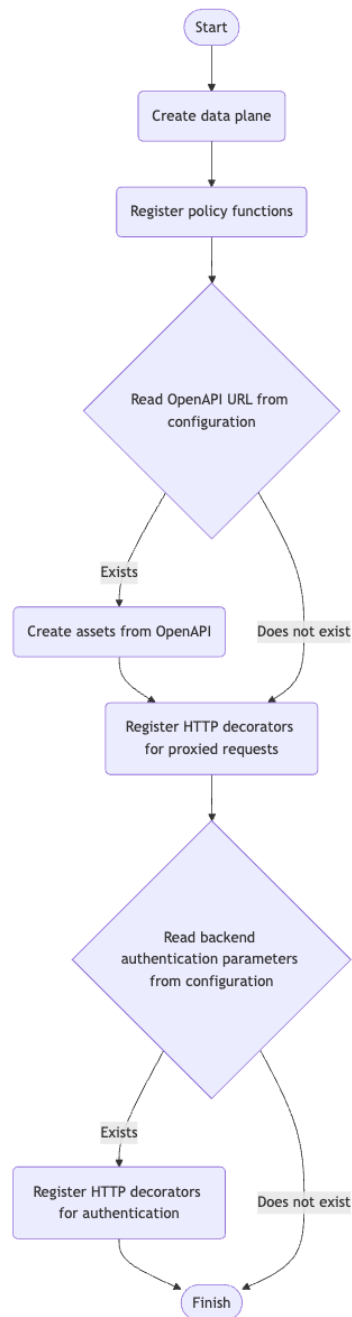 Start
Create data plane
Register policy functions
Read OpenAPI URL from
configuration
Exists
Create assets from OpenAPI
Does not exist
Register HTTP decorators
for proxied requests
Read backend
authentication parameters
from configuration
Exists
Register HTTP decorators
for authentication
Does not exist
Finish